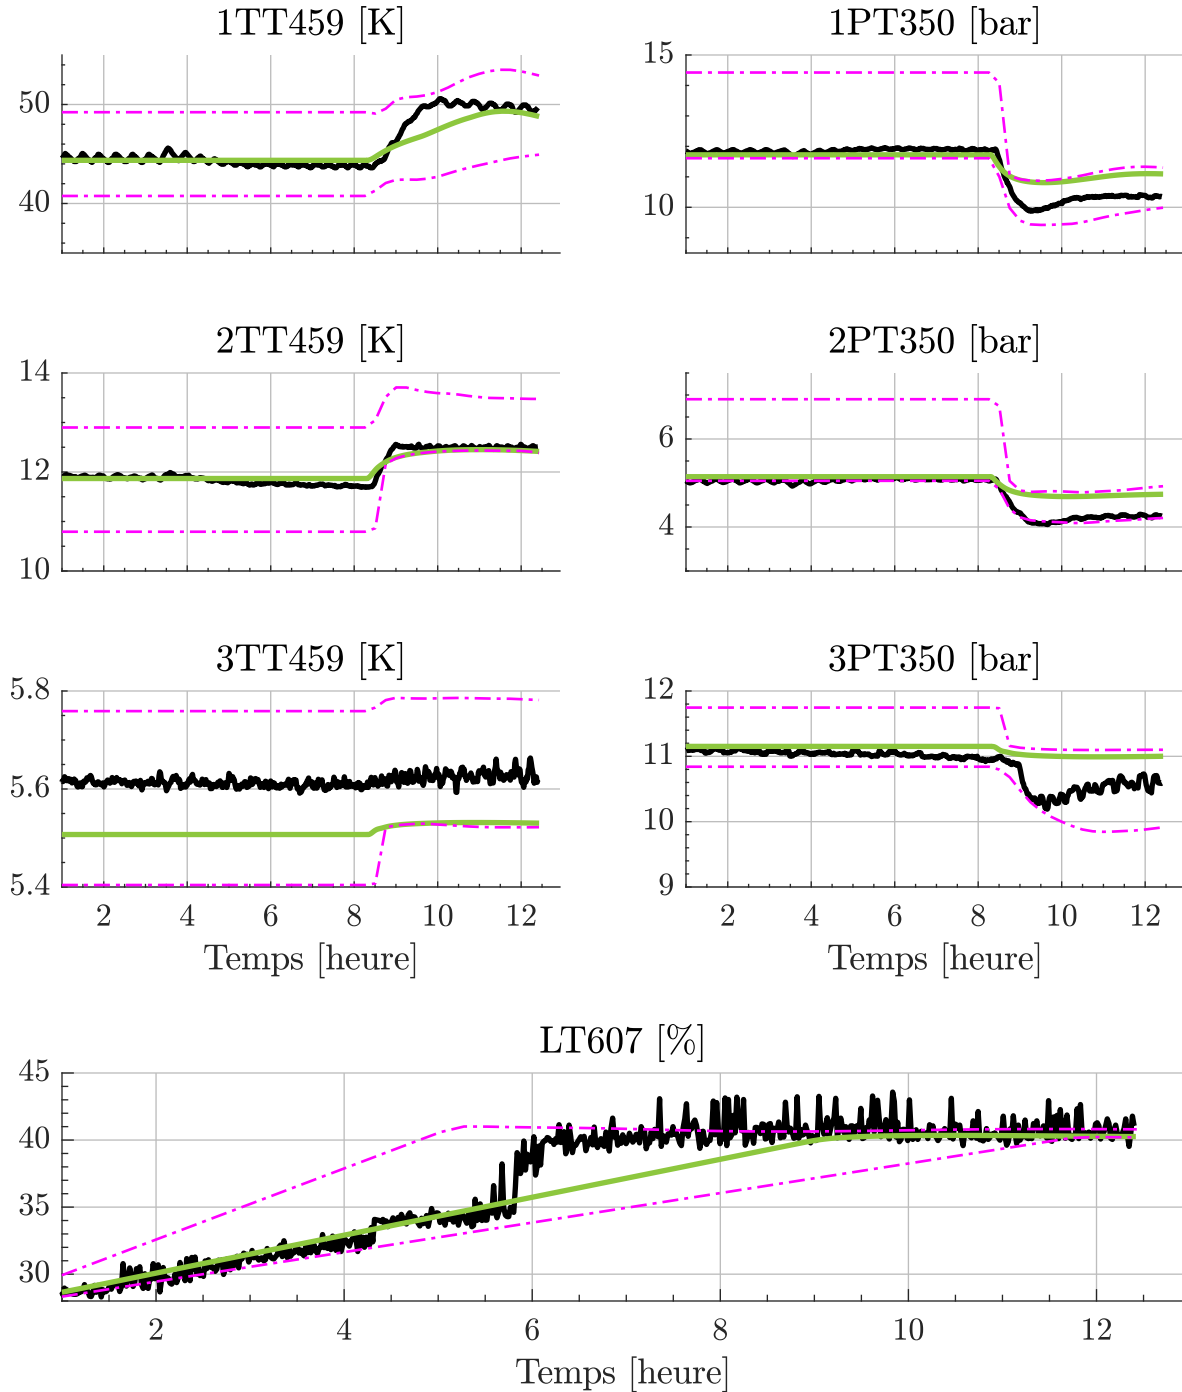 1TT459 [K]
1PT350 [bar]
50
40
15
10
2TT459 [K]
2PT350 [bar]
14
12
10
6
4
3TT459 [K]
3PT350 [bar]
5.8
5.6
5.4
12
11
10
9
2 4 6 8 10 12
2 4 6 8 10 12
Temps [heure]
Temps [heure]
LT607 [%]
45
40
35
30
2 4 6 8 10 12
Temps [heure]